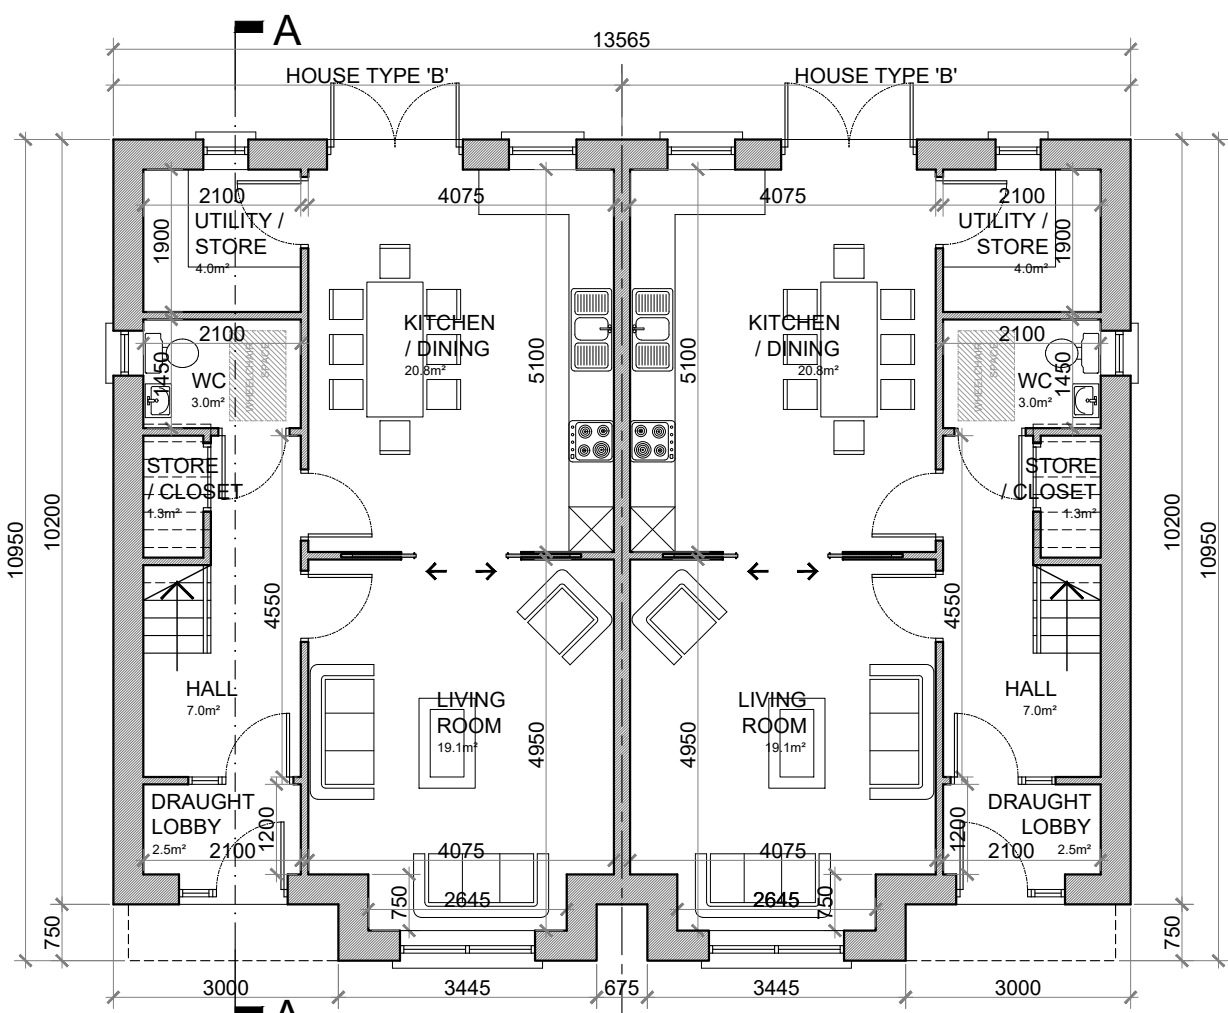 A
13565
HOUSE TYPE 'B'
HOUSE TYPE 'B'
2100
4075
4075
2100
UTILITY /
STORE
4.0m²
1900
UTILITY /
STORE
4.0m²
1900
2100
WC
3.0m²
1450
WHEELCHAIR
SPACE
KITCHEN
/ DINING
20.8m²
5100
KITCHEN
/ DINING
20.8m²
5100
2100
WC
3.0m²
1450
WHEELCHAIR
SPACE
STORE
/ CLOSET
1.3m²
STORE
/ CLOSET
1.3m²
10950
10200
10200
10950
4550
4550
HALL
7.0m²
LIVING
ROOM
19.1m²
4950
LIVING
ROOM
19.1m²
4950
HALL
7.0m²
DRAUGHT
LOBBY
2.5m²
2100
1200
4075
4075
DRAUGHT
LOBBY
2.5m²
2100
1200
750
2645
2645
750
750
750
3000
3445
675
3445
3000
A